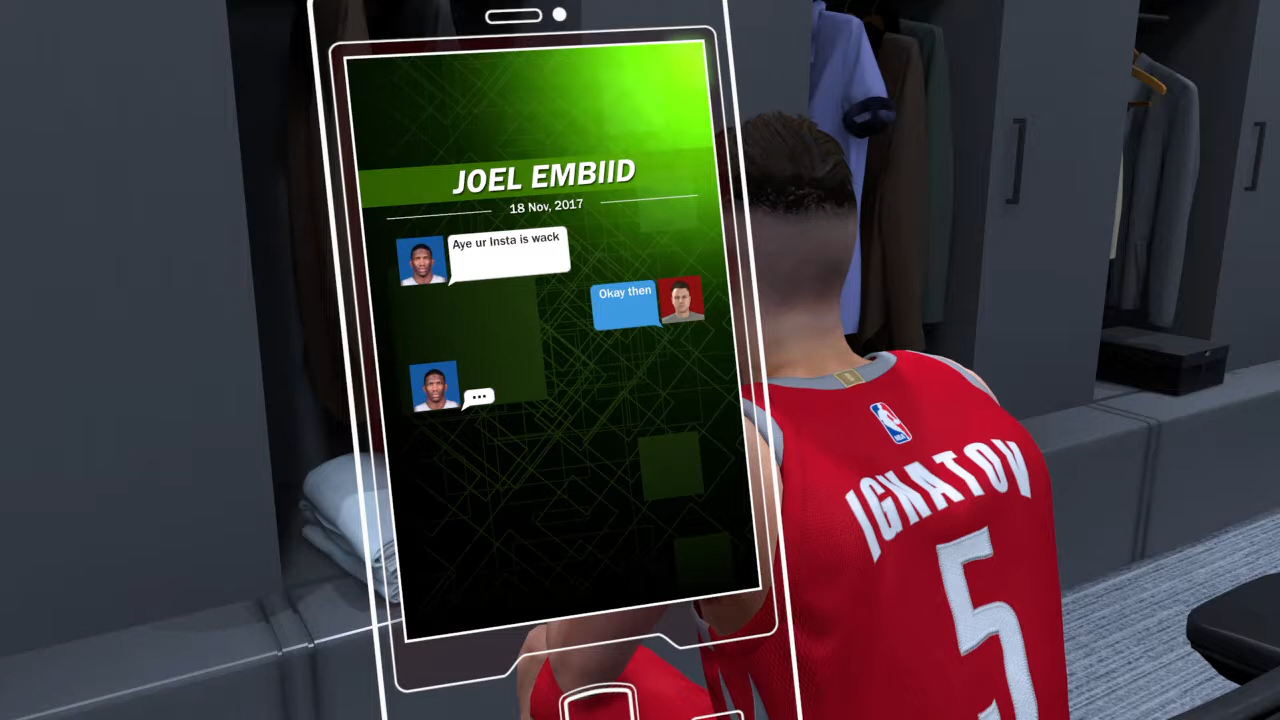 JOEL EMBIID
18 Nov, 2017
Aye ur Insta is wack
Okay then
...
NBA
IGNATOV
5